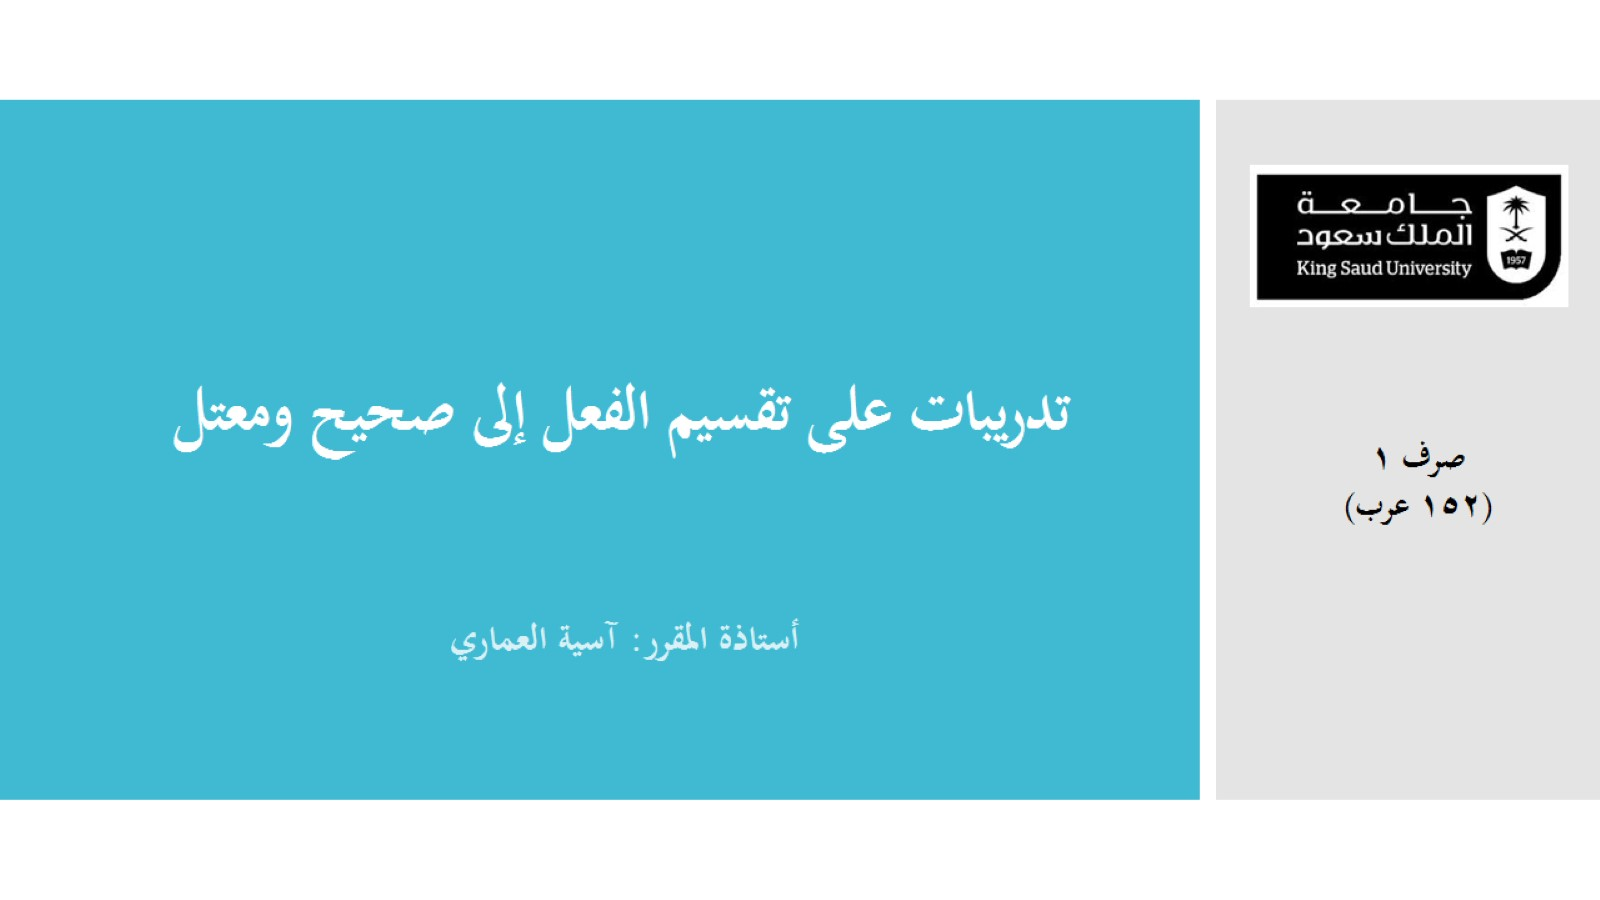 جامعة
الملك سعود
King Saud University
1957
صرف ١
(١٥٢ عرب)
تدريبات على تقسيم الفعل إلى صحيح ومعتل
أستاذة المقرر: آسية العماري